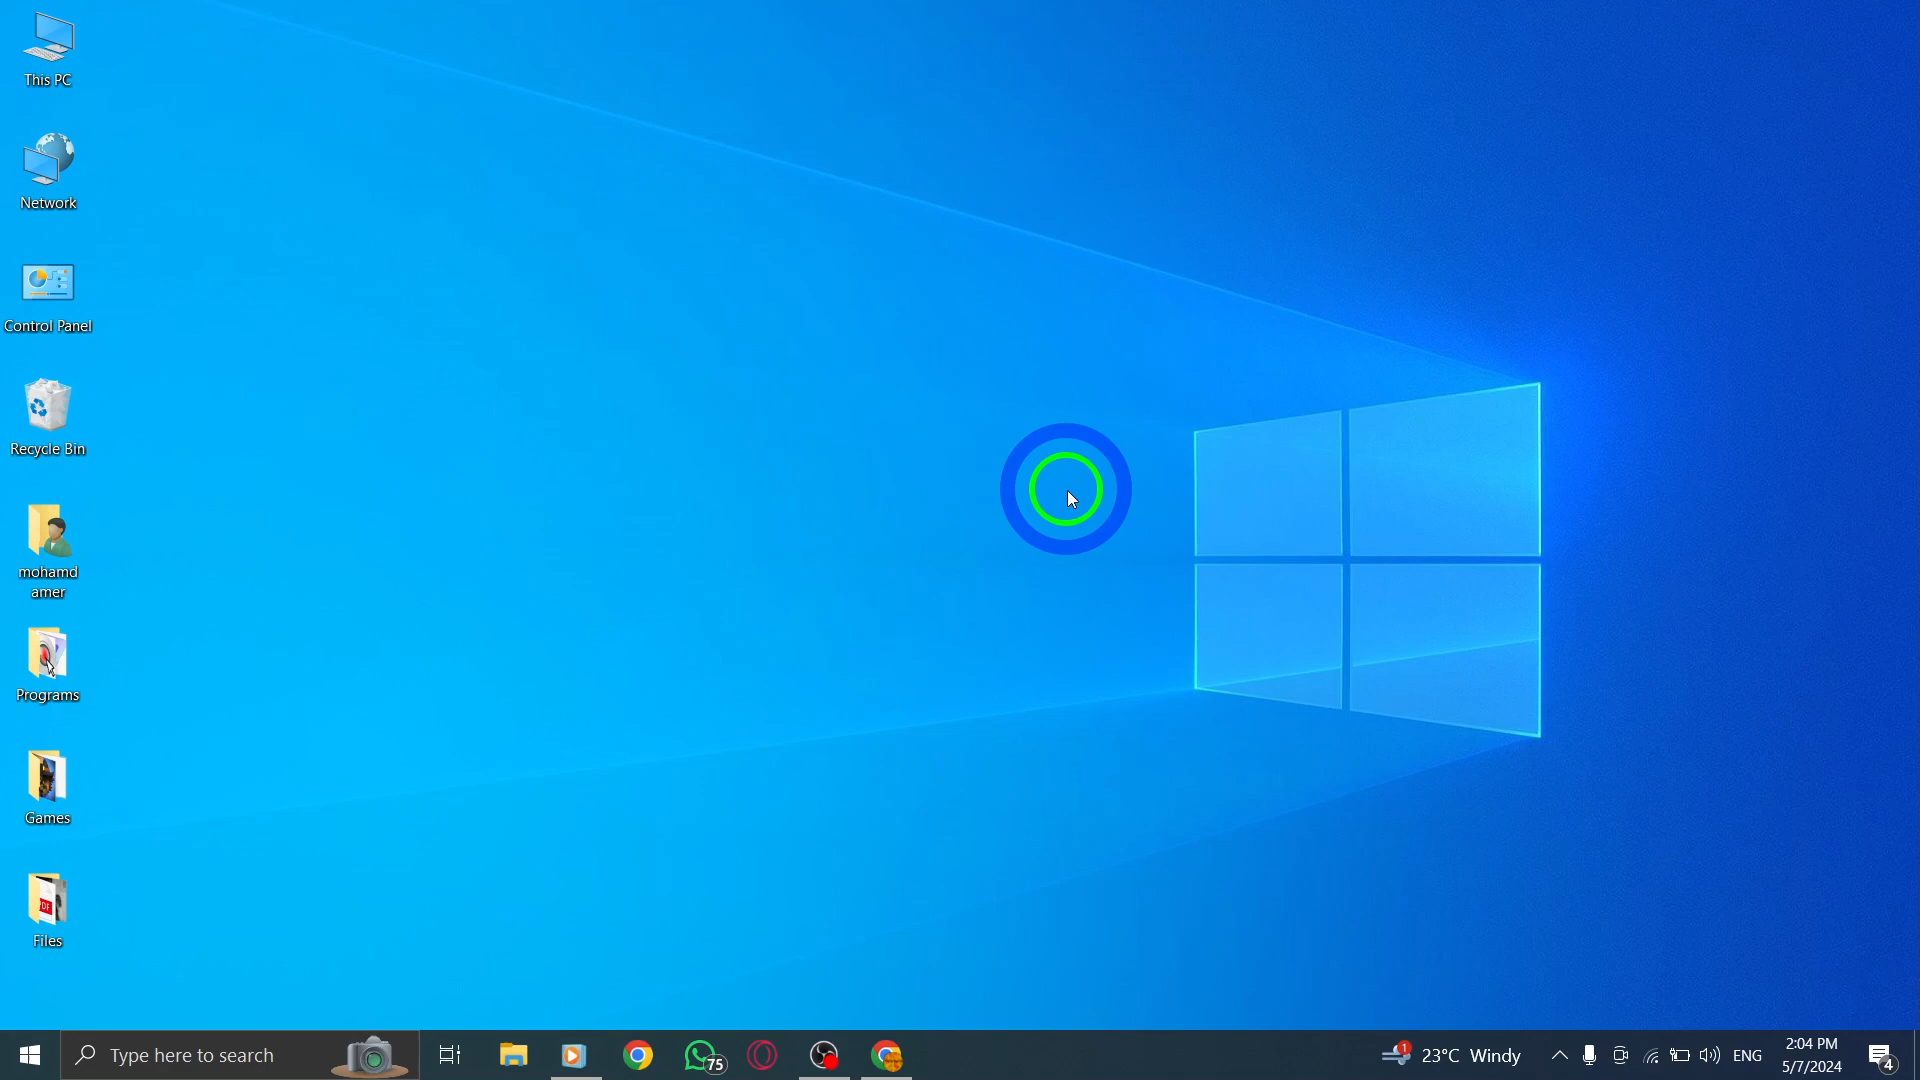 This PC
Network
Control Panel
Recycle Bin
mohamd
amer
Programs
Games
PDF
Files
Type here to search
75
1
23°C Windy
ENG
2:04 PM
5/7/2024
4